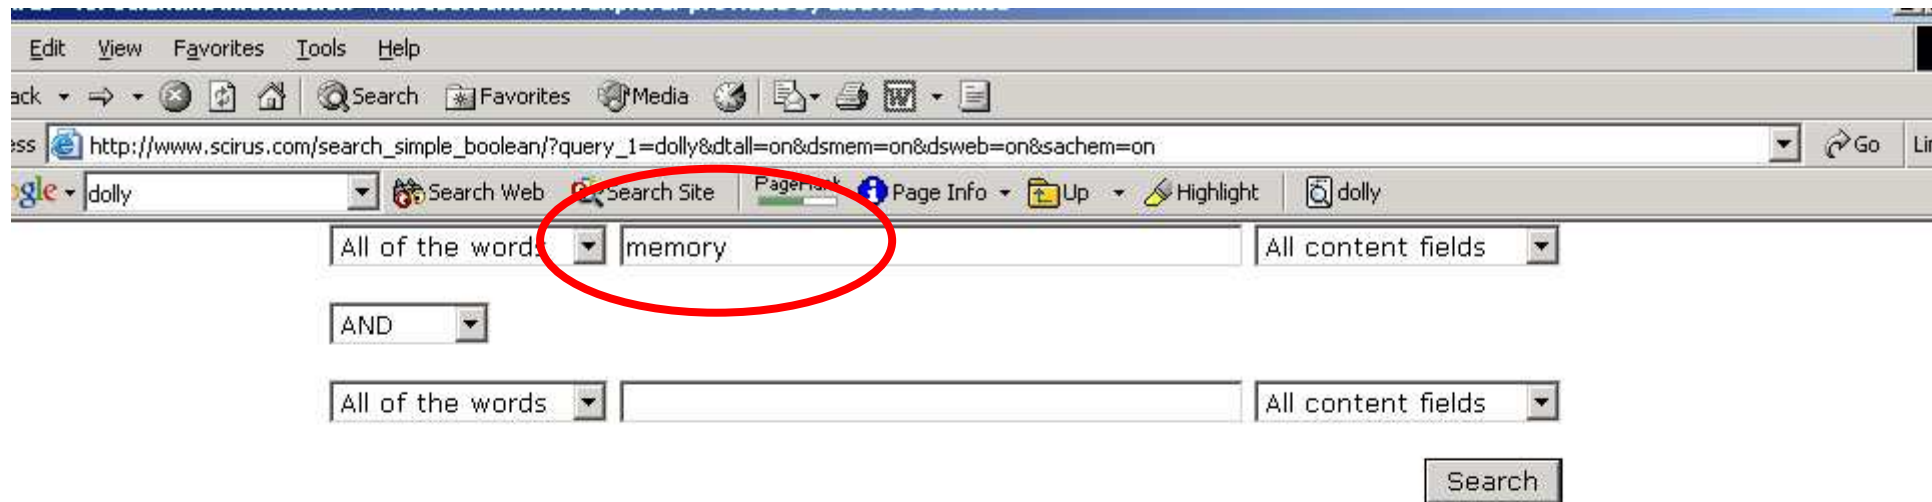 Edit View Favorites Tools Help
ack Search Favorites Media
ess http://www.scirus.com/search_simple_boolean/?query_1=dolly&dtall=on&dsmem=on&dsweb=on&sachem=on Go Lin
ogle dolly Search Web Search Site PageRank Page Info Up Highlight dolly
All of the words memory All content fields
AND
All of the words All content fields
Search